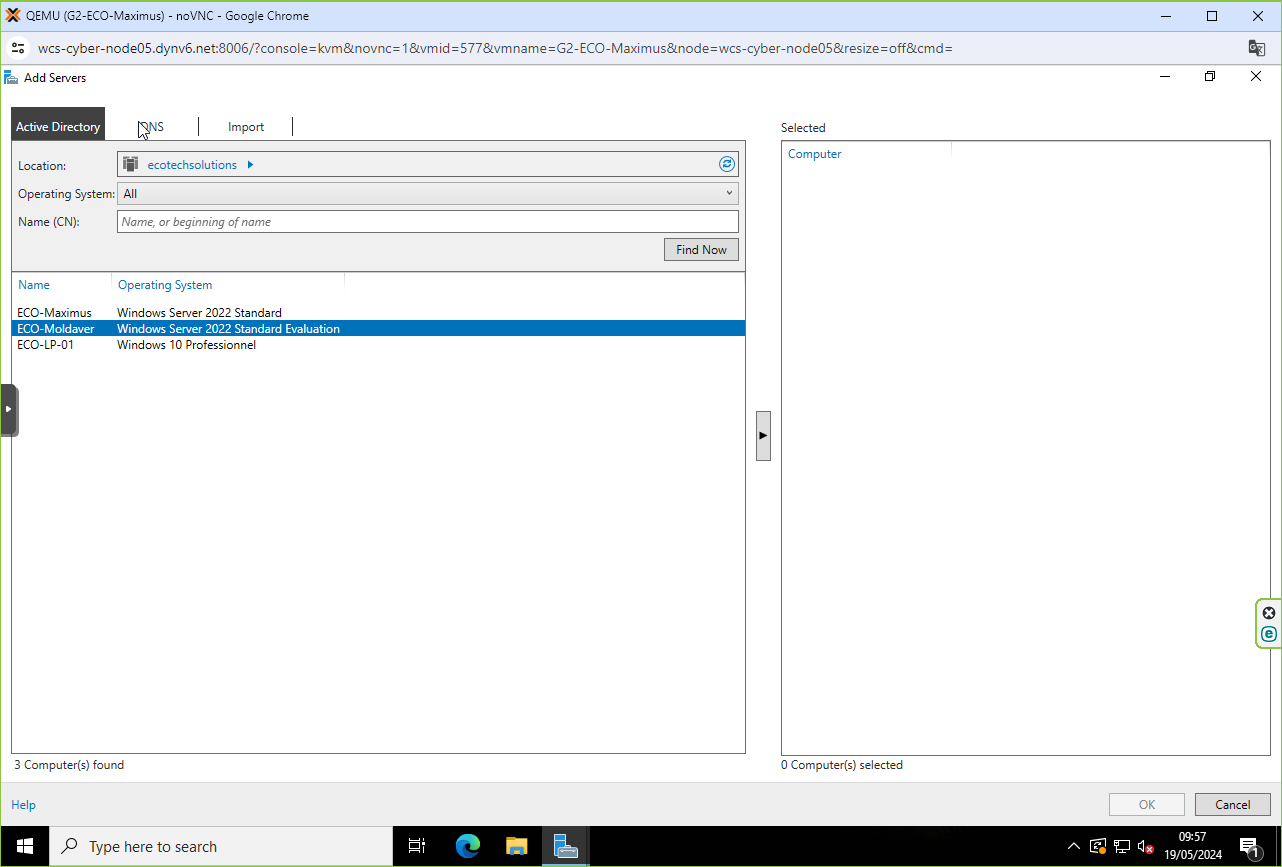 QEMU (G2-ECO-Maximus) - noVNC - Google Chrome
wcs-cyber-node05.dynv6.net:8006/?console=kvm&novnc=1&vmid=577&vmname=G2-ECO-Maximus&node=wcs-cyber-node05&resize=off&cmd=
Add Servers
Active Directory DNS Import
Selected
Location: ecotechsolutions
Computer
Operating System: All
Name (CN): Name, or beginning of name
Find Now
Name Operating System
ECO-Maximus Windows Server 2022 Standard
ECO-Moldaver Windows Server 2022 Standard Evaluation
ECO-LP-01 Windows 10 Professionnel
3 Computer(s) found
0 Computer(s) selected
Help OK Cancel
Type here to search
09:57
19/05/2024
1